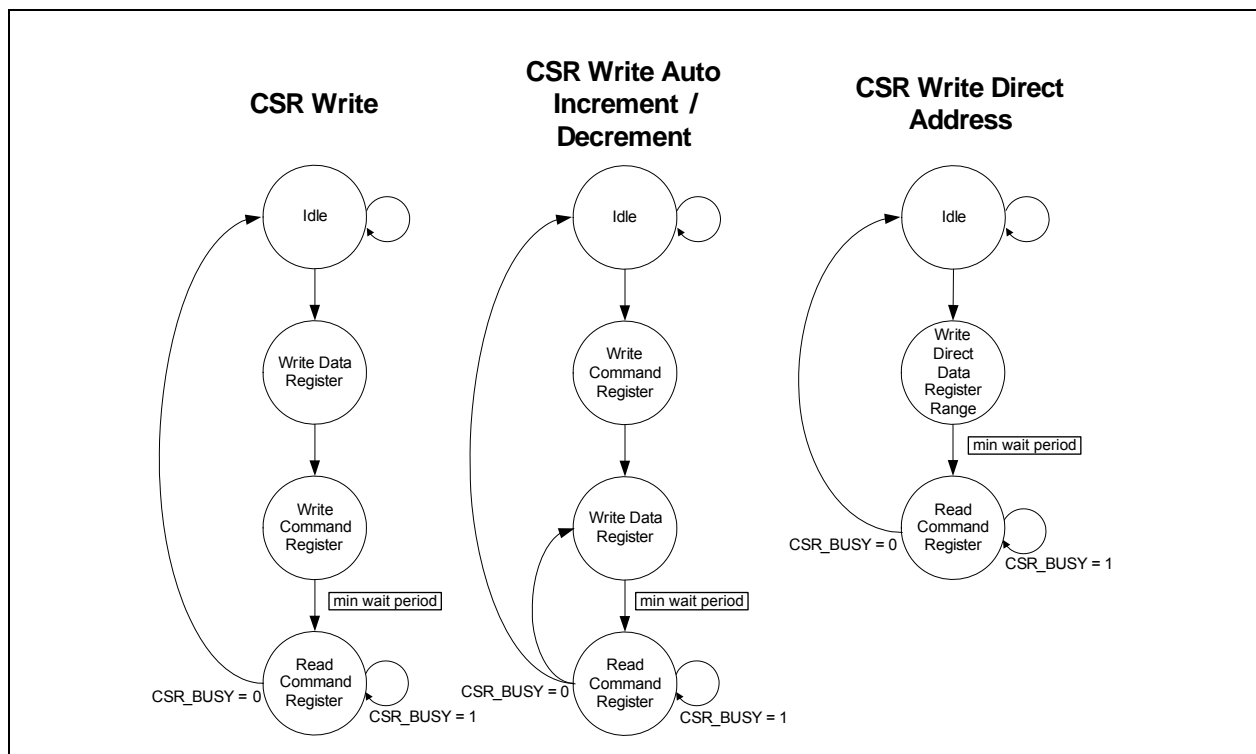 CSR Write
Idle
Write Data
Register
Write
Command
Register
min wait period
Read
Command
Register
CSR_BUSY = 0
CSR_BUSY = 1
CSR Write Auto
Increment /
Decrement
Idle
Write
Command
Register
Write Data
Register
min wait period
Read
Command
Register
CSR_BUSY = 0
CSR_BUSY = 1
CSR Write Direct
Address
Idle
Write
Direct
Data
Register
Range
min wait period
Read
Command
Register
CSR_BUSY = 0
CSR_BUSY = 1